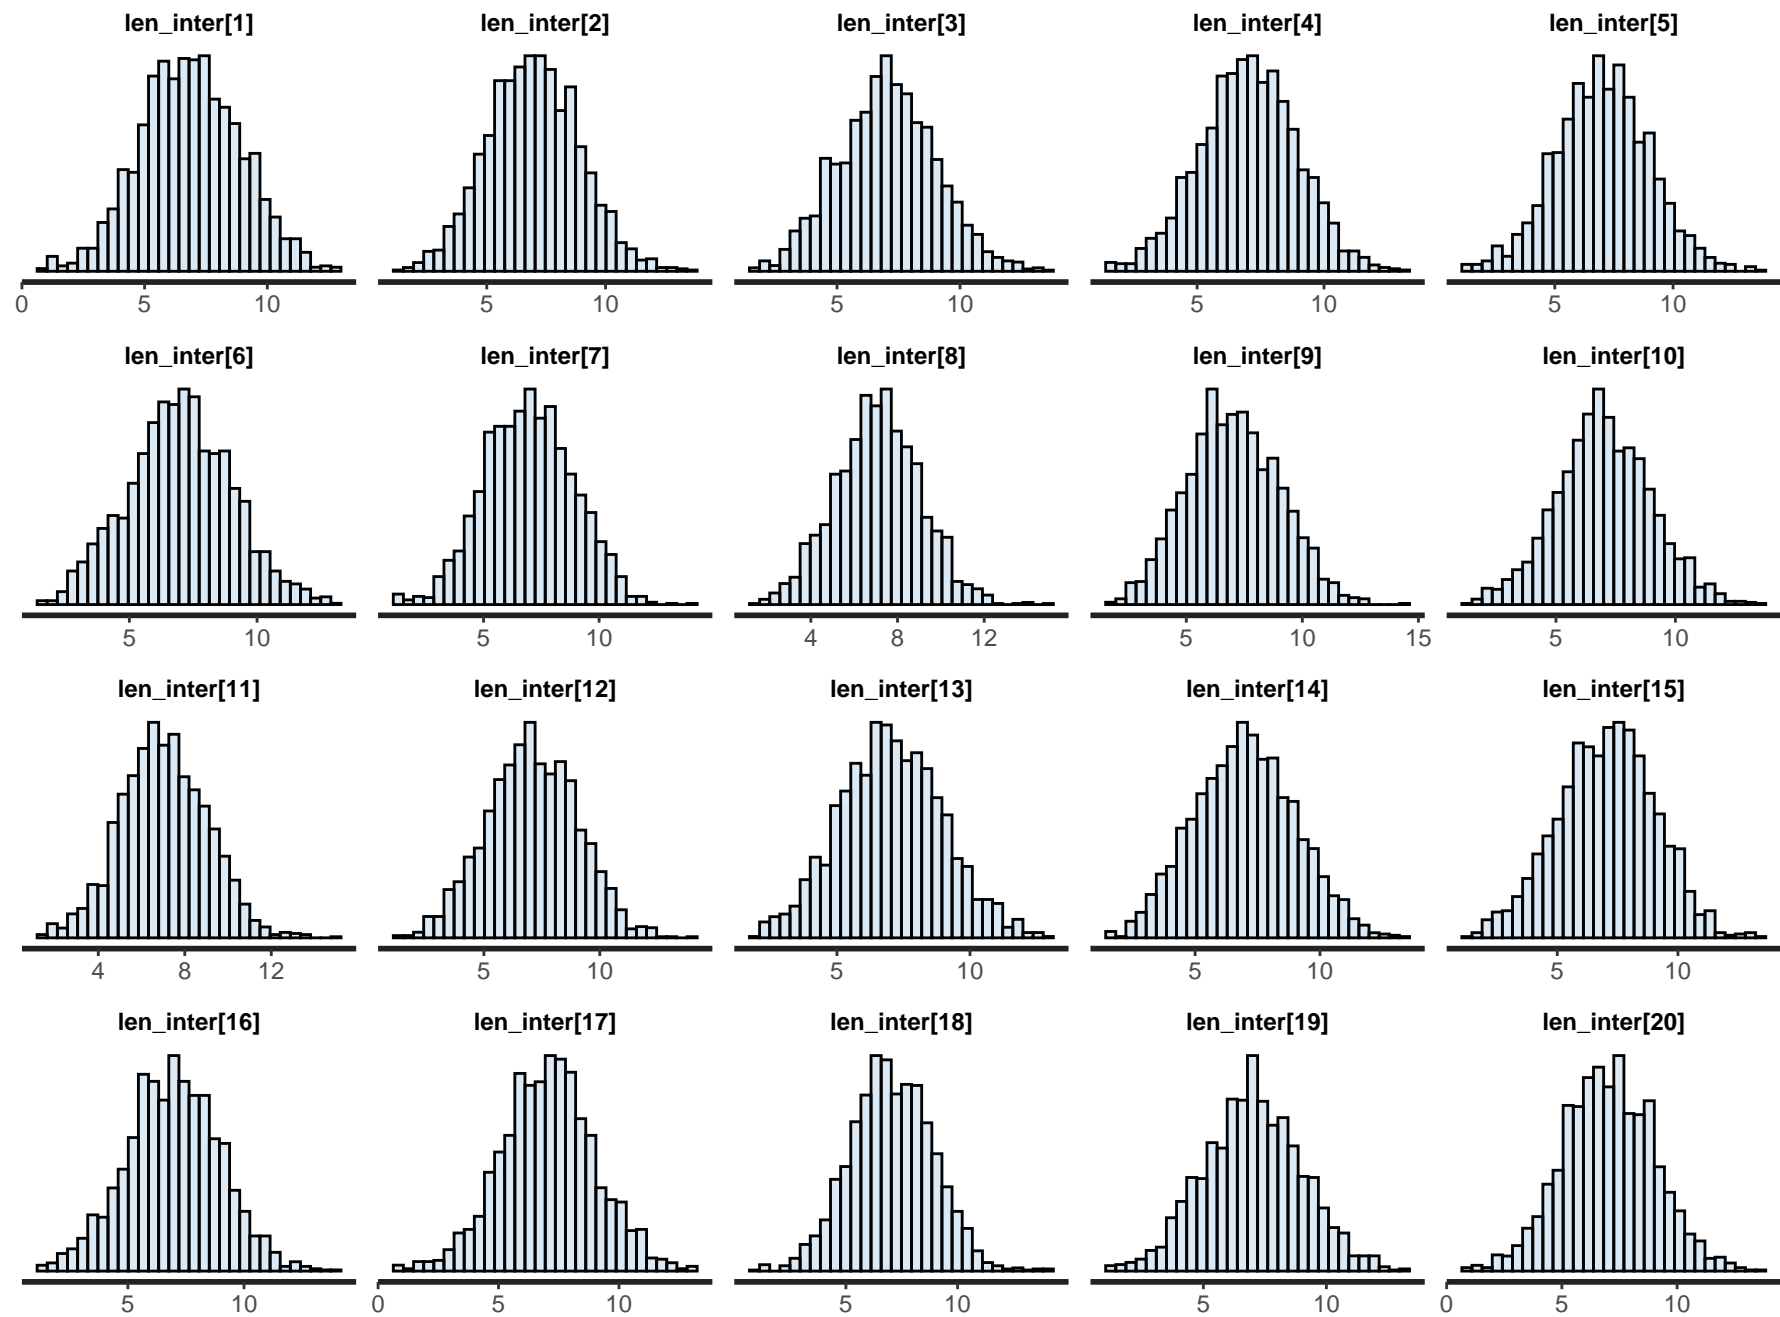 len_inter[1] len_inter[2] len_inter[3] len_inter[4] len_inter[5]
0 5 10 5 10 5 10 5 10 5 10
len_inter[6] len_inter[7] len_inter[8] len_inter[9] len_inter[10]
5 10 5 10 4 8 12 5 10 15 5 10
len_inter[11] len_inter[12] len_inter[13] len_inter[14] len_inter[15]
4 8 12 5 10 5 10 5 10 5 10
len_inter[16] len_inter[17] len_inter[18] len_inter[19] len_inter[20]
5 10 0 5 10 5 10 5 10 0 5 10